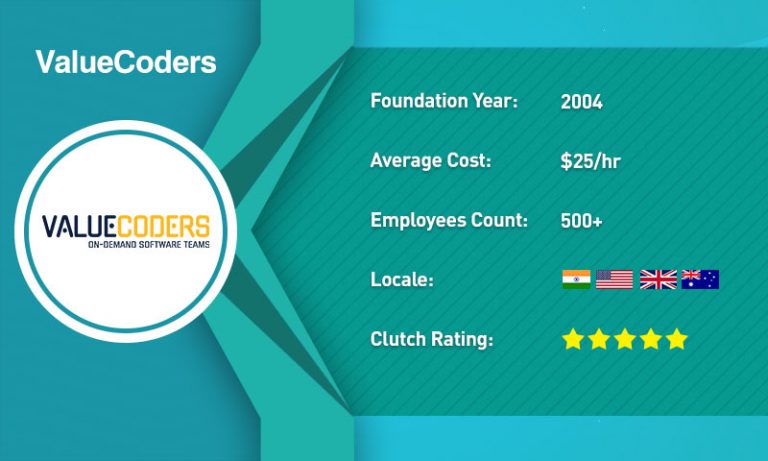 ValueCoders
VALUECODERS
ON-DEMAND SOFTWARE TEAMS
Foundation Year: 2004
Average Cost: $25/hr
Employees Count: 500+
Locale:
Clutch Rating: